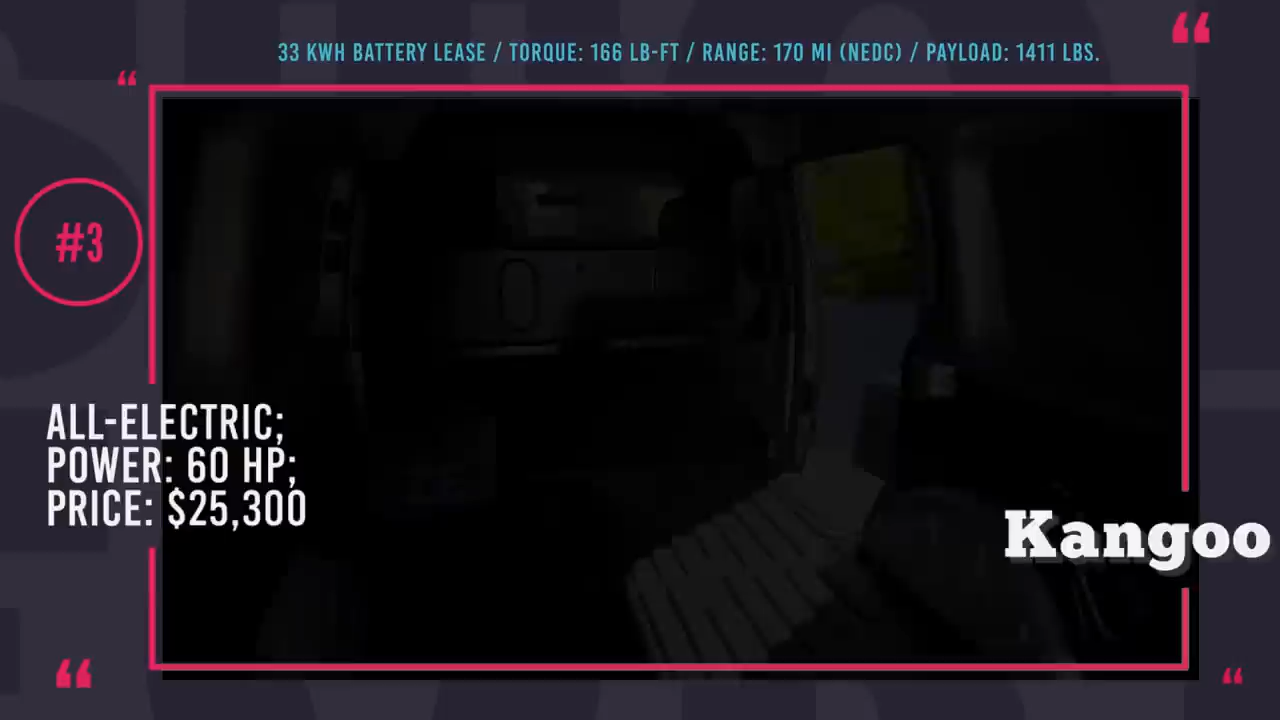 33 KWH BATTERY LEASE / TORQUE: 166 LB-FT / RANGE: 170 MI (NEDC) / PAYLOAD: 1411 LBS.
#3
ALL-ELECTRIC;
POWER: 60 HP;
PRICE: $25,300
Kangoo